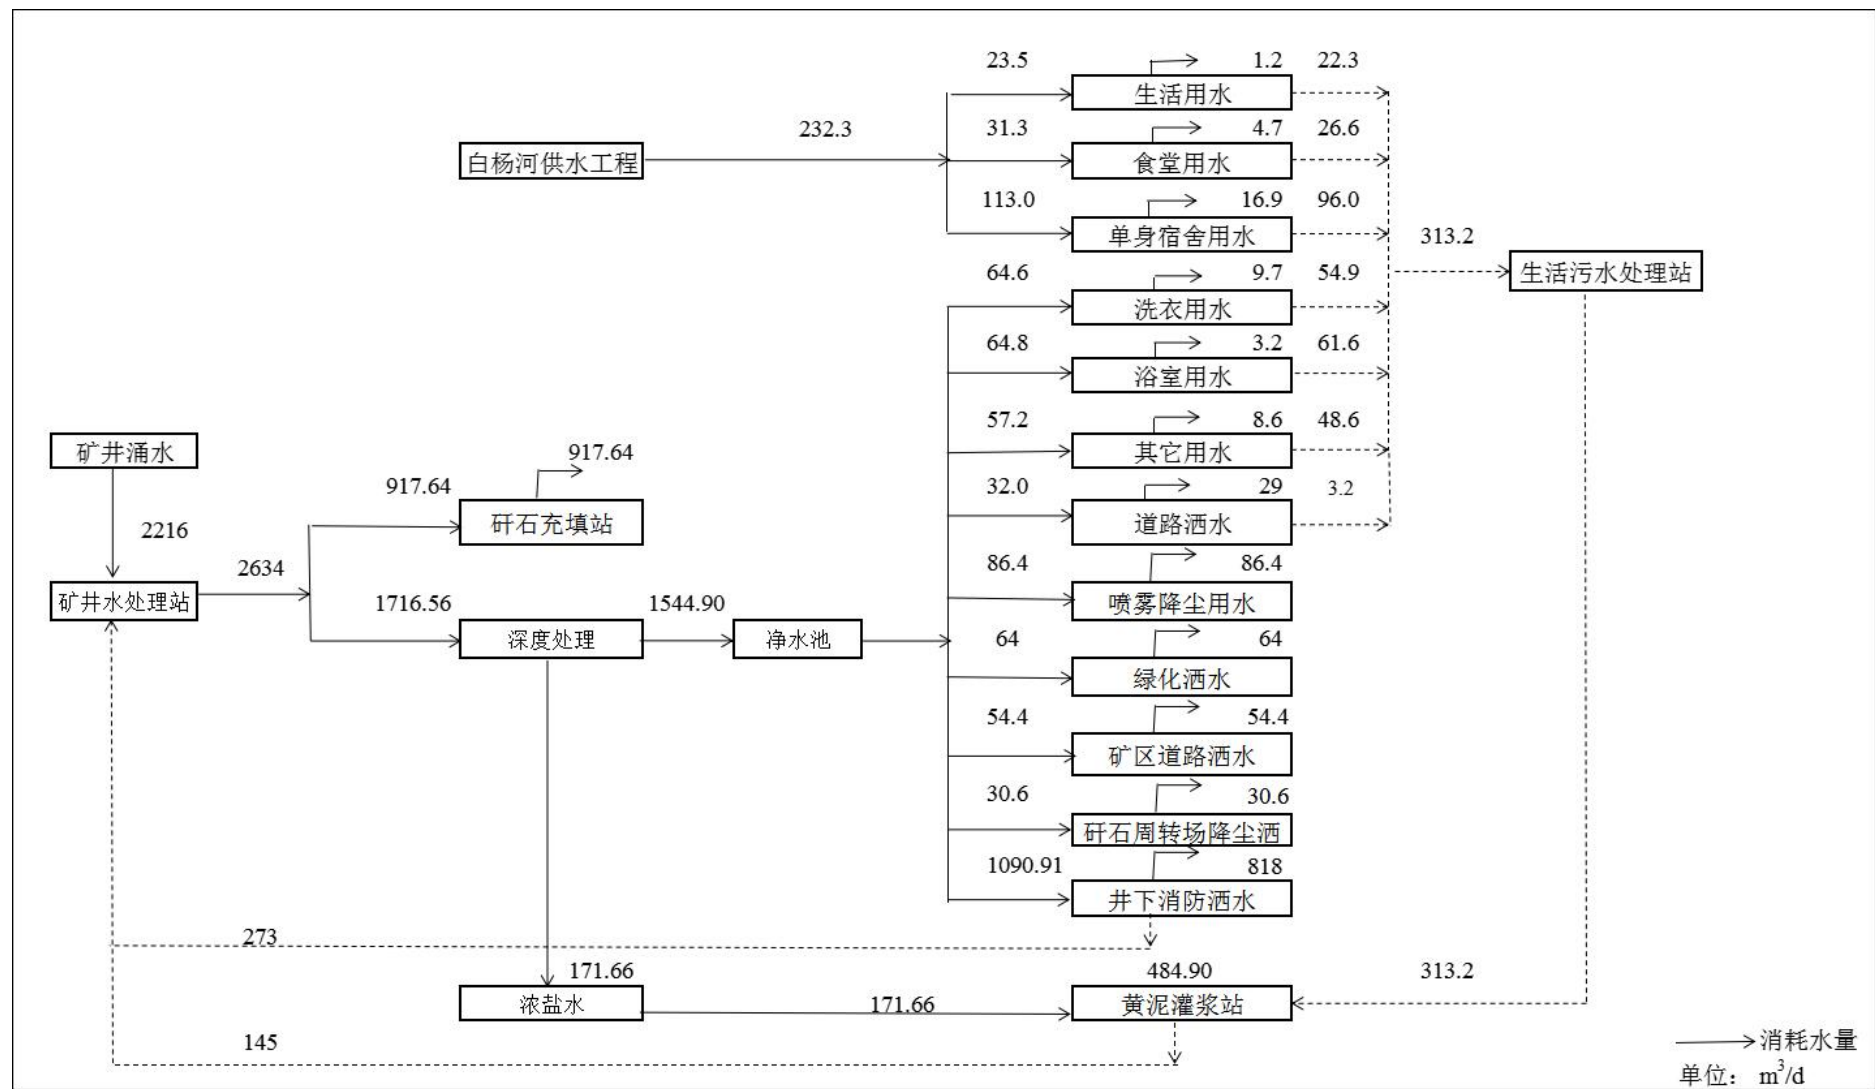 23.5 1.2 22.3
生活用水
232.3 31.3 4.7 26.6
白杨河供水工程 食堂用水
113.0 16.9 96.0
单身宿舍用水 313.2
生活污水处理站
64.6 9.7 54.9
洗衣用水
64.8 3.2 61.6
浴室用水
57.2 8.6 48.6
矿井涌水 917.64 其它用水
917.64 32.0 29 3.2
2216 矸石充填站 道路洒水
2634 86.4 86.4
矿井水处理站 1716.56 1544.90 喷雾降尘用水
深度处理 净水池 64 64
绿化洒水
54.4 54.4
矿区道路洒水
30.6 30.6
矸石周转场降尘洒
1090.91 818
井下消防洒水
273
171.66 484.90 313.2
浓盐水 171.66 黄泥灌浆站
145
消耗水量
单位： m³/d